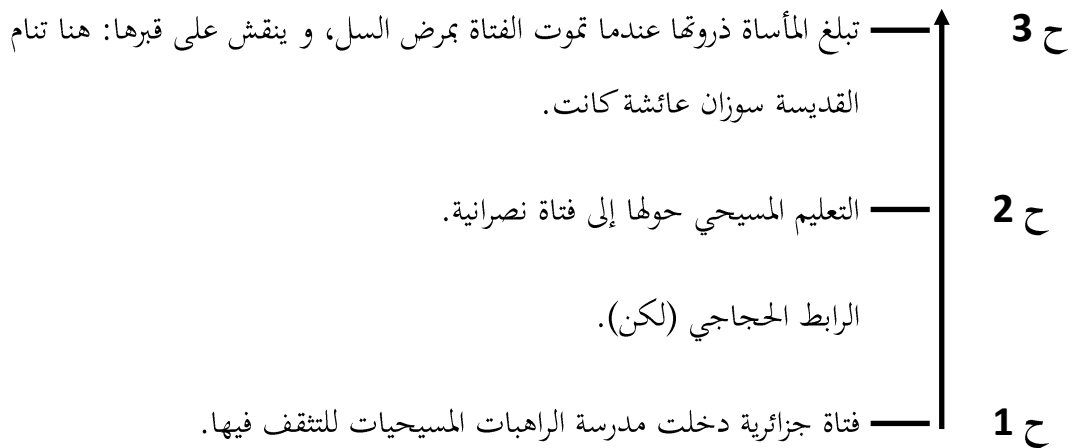 ح 3 تبلغ المأساة ذروتها عندما تموت الفتاة بمرض السل، و ينقش على قبرها: هنا تنام
القديسة سوزان عائشة كانت.
ح 2 التعليم المسيحي حولها إلى فتاة نصرانية.
الرابط الحجاجي (لكن).
ح 1 فتاة جزائرية دخلت مدرسة الراهبات المسيحيات للتثقف فيها.